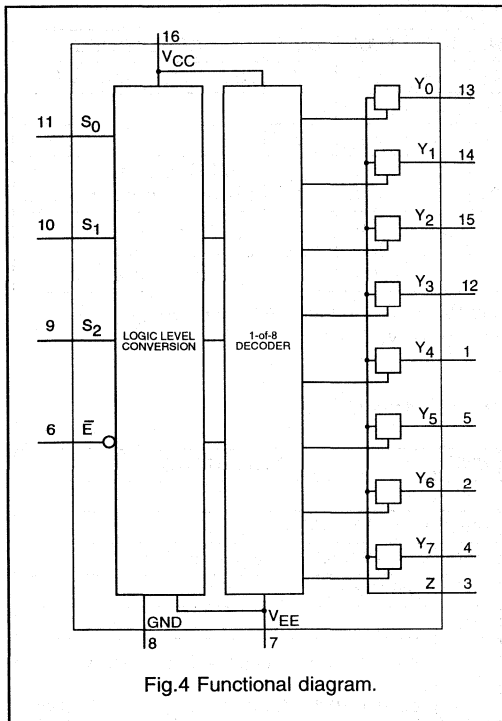 16
VCC
11 S0
10 S1
9 S2
6 E̅
LOGIC LEVEL
CONVERSION
1-of-8
DECODER
Y0 13
Y1 14
Y2 15
Y3 12
Y4 1
Y5 5
Y6 2
Y7 4
Z 3
GND
8
VEE
7
Fig.4 Functional diagram.